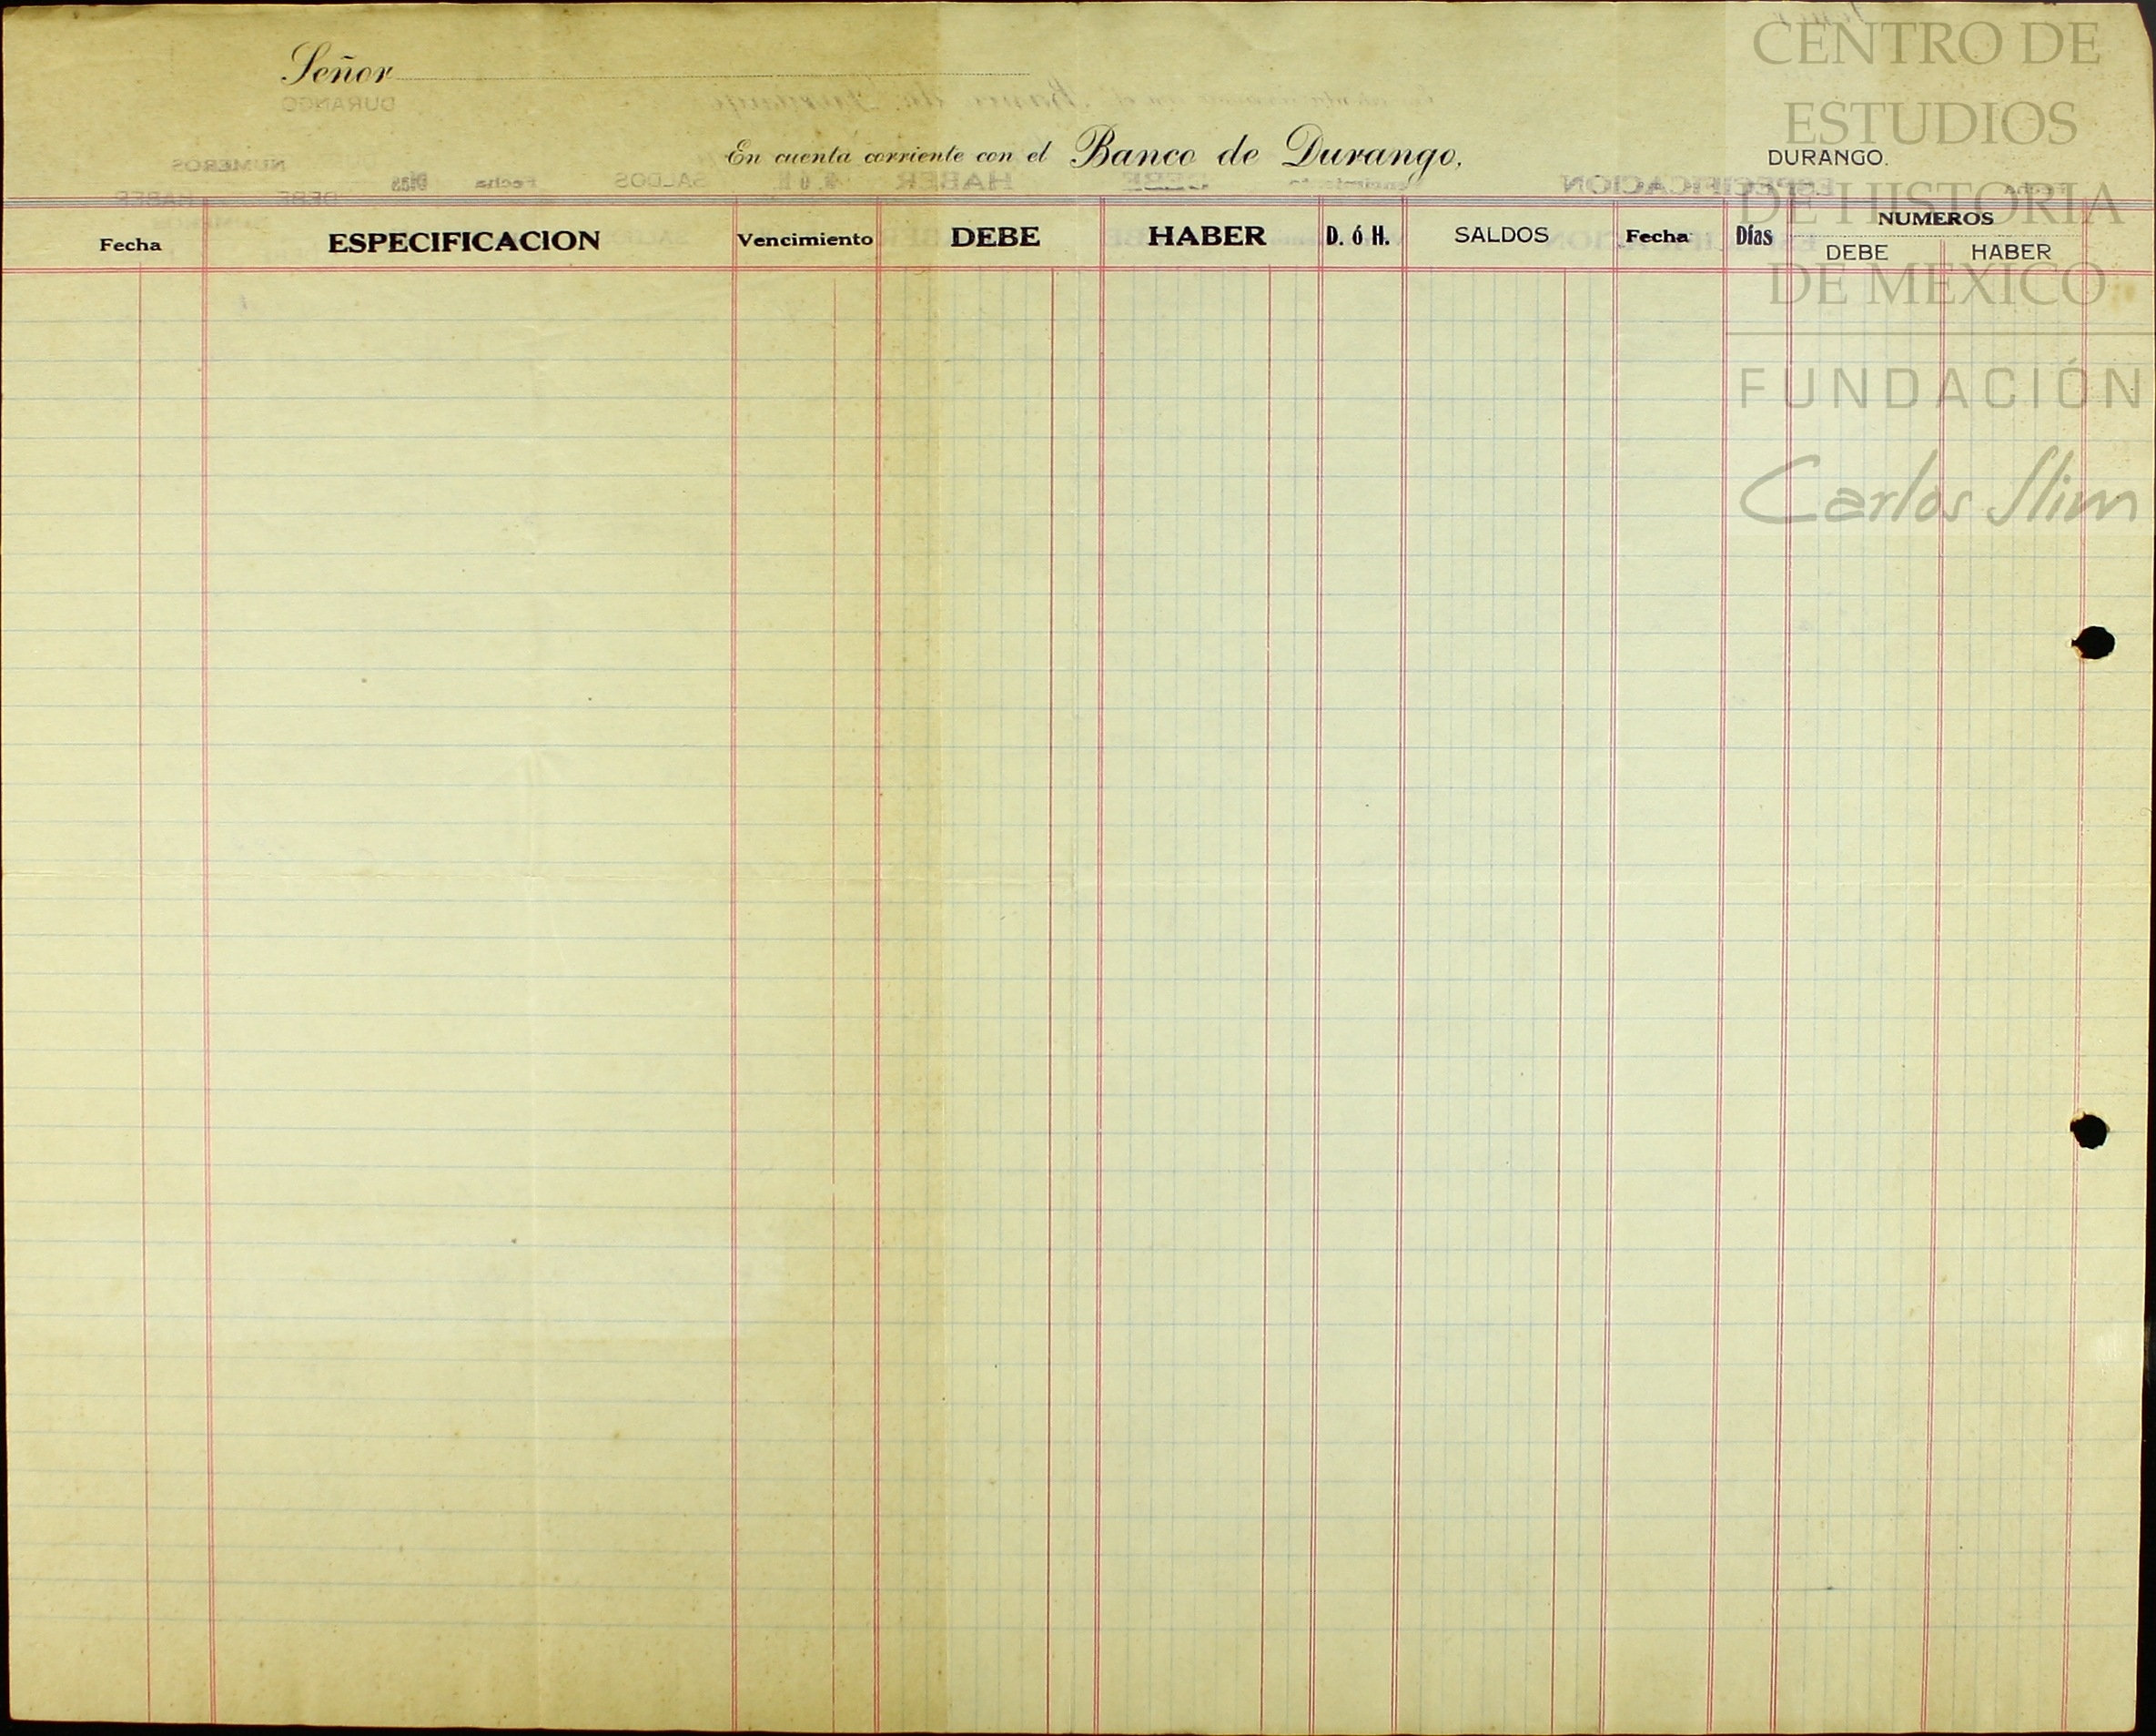 Señor
En cuenta corriente con el Banco de Durango,
DURANGO.
Fecha ESPECIFICACION Vencimiento DEBE HABER D. ó H. SALDOS Fecha Días NUMEROS
DEBE HABER
CENTRO DE
ESTUDIOS
DE HISTORIA
DE MEXICO
FUNDACIÓN
Carlos Slim